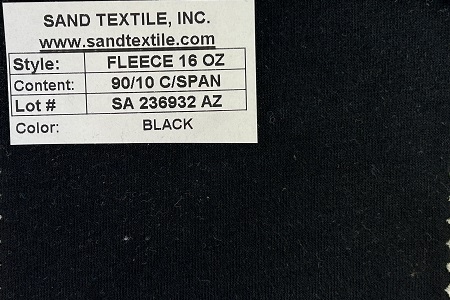 SAND TEXTILE, INC.
www.sandtextile.com
Style: FLEECE 16 OZ
Content: 90/10 C/SPAN
Lot # SA 236932 AZ
Color: BLACK